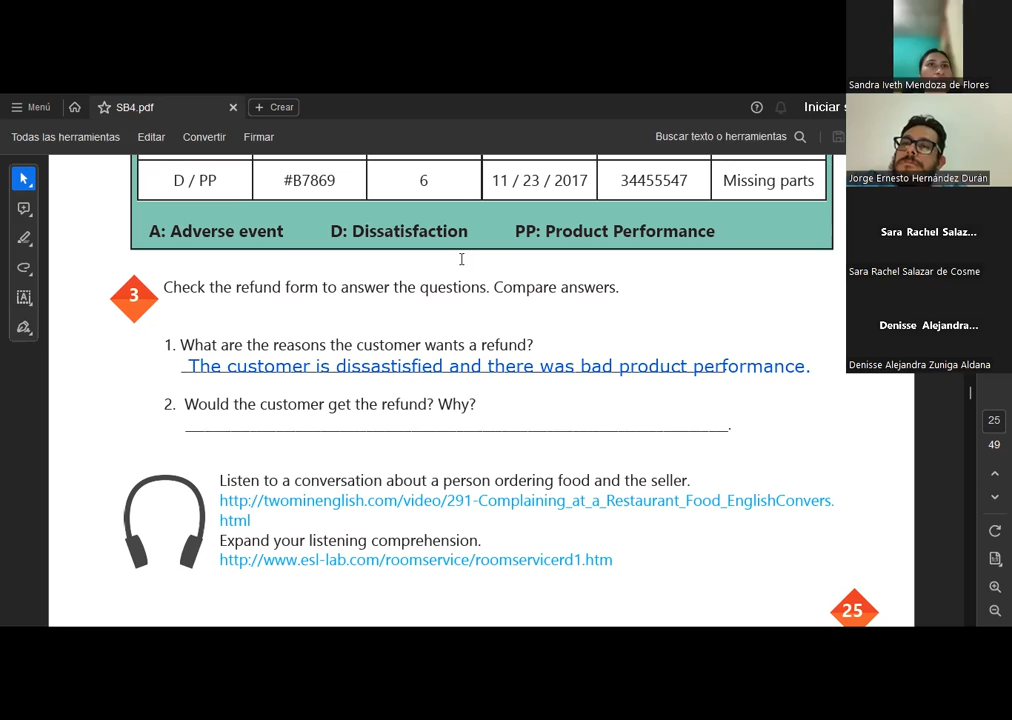 Sandra Iveth Mendoza de Flores
Menú
SB4.pdf
Crear
Iniciar
Todas las herramientas
Editar
Convertir
Firmar
Buscar texto o herramientas
Jorge Ernesto Hernández Durán
D / PP
#B7869
6
11 / 23 / 2017
34455547
Missing parts
A: Adverse event
D: Dissatisfaction
PP: Product Performance
Sara Rachel Salaz...
Sara Rachel Salazar de Cosme
3
Check the refund form to answer the questions. Compare answers.
Denisse Alejandra...
Denisse Alejandra Zuniga Aldana
1. What are the reasons the customer wants a refund?
The customer is dissastisfied and there was bad product performance.
2. Would the customer get the refund? Why?
25
49
Listen to a conversation about a person ordering food and the seller.
http://twominenglish.com/video/291-Complaining_at_a_Restaurant_Food_EnglishConvers.
html
Expand your listening comprehension.
http://www.esl-lab.com/roomservice/roomservicerd1.htm
25